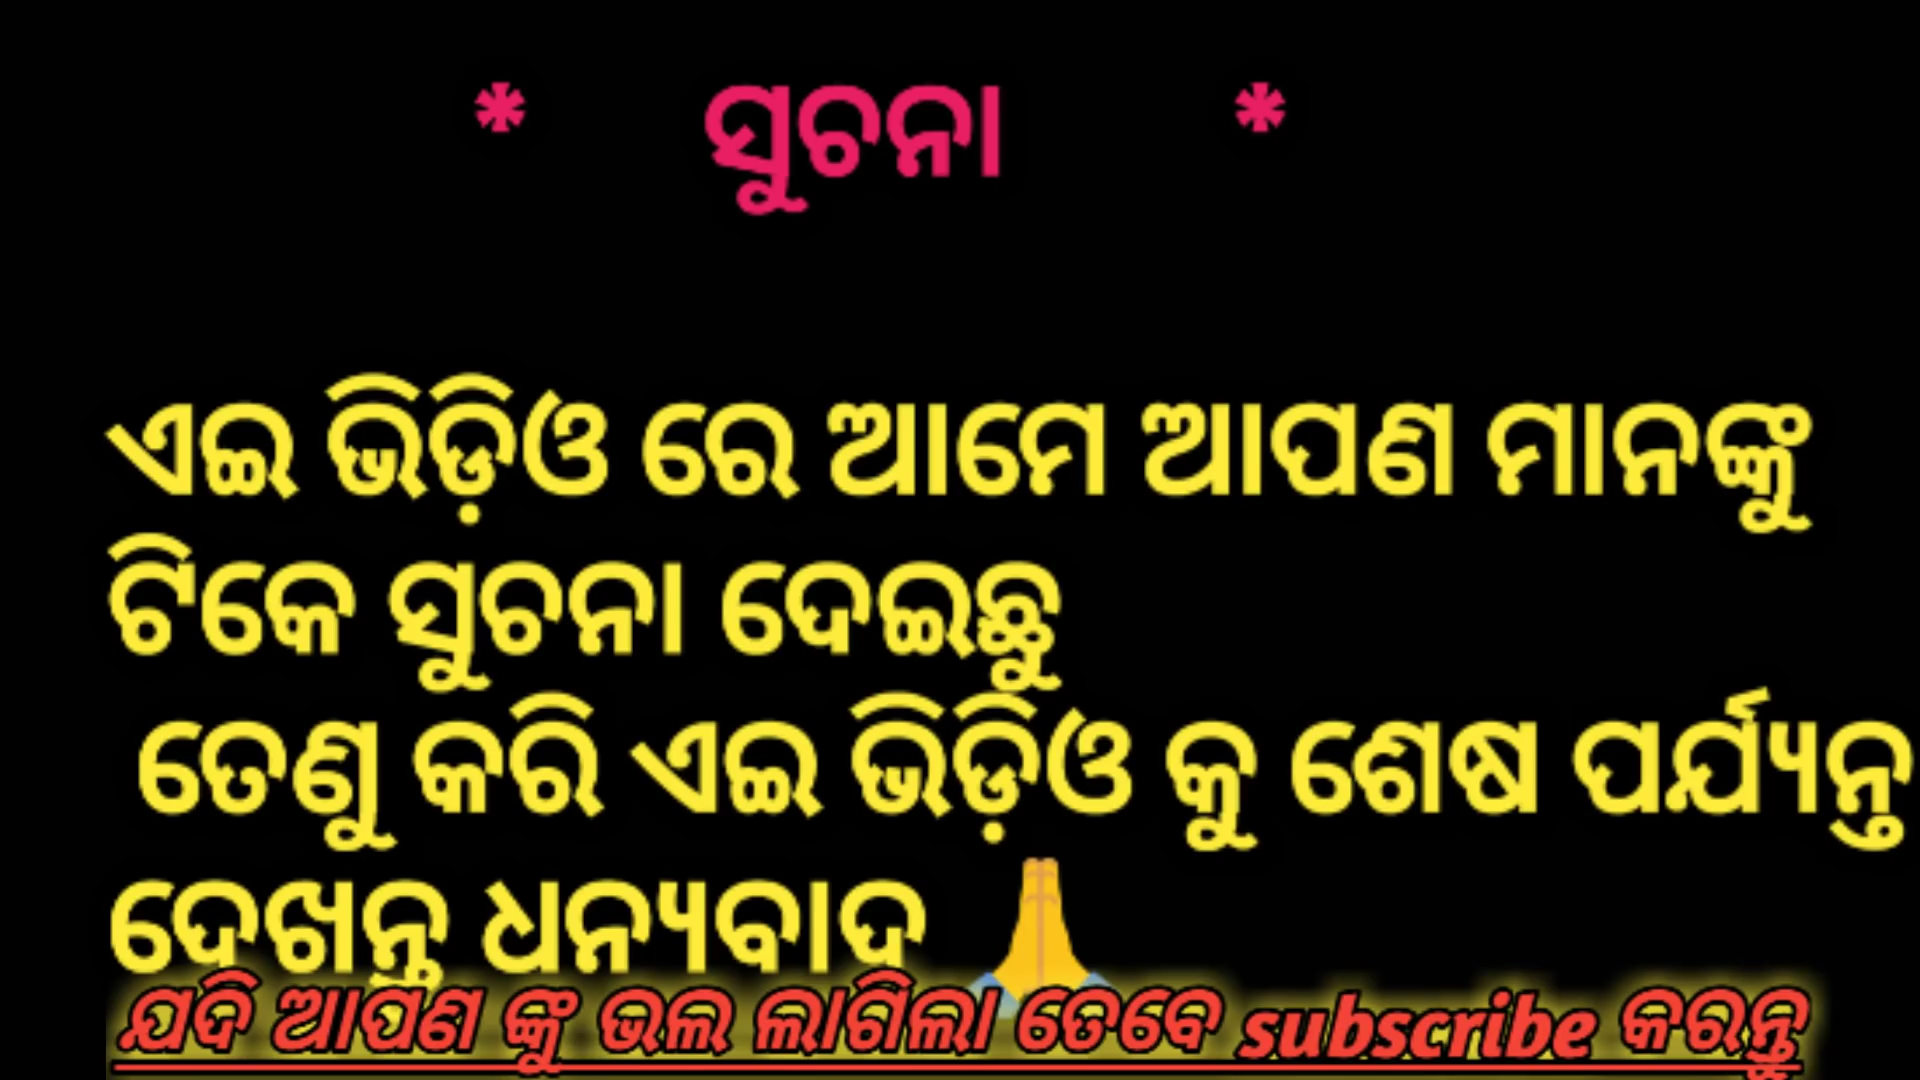 * ସୁଚନା *
ଏଇ ଭିଡ଼ିଓ ରେ ଆମେ ଆପଣ ମାନଙ୍କୁ
ଟିକେ ସୁଚନା ଦେଇଛୁ
ତେଣୁ କରି ଏଇ ଭିଡ଼ିଓ କୁ ଶେଷ ପର୍ଯ୍ୟନ୍ତ
ଦେଖନ୍ତୁ ଧନ୍ୟବାଦ 🙏
ଯଦି ଆପଣ ଙ୍କୁ ଭଲ ଲାଗିଲା ତେବେ subscribe କରନ୍ତୁ